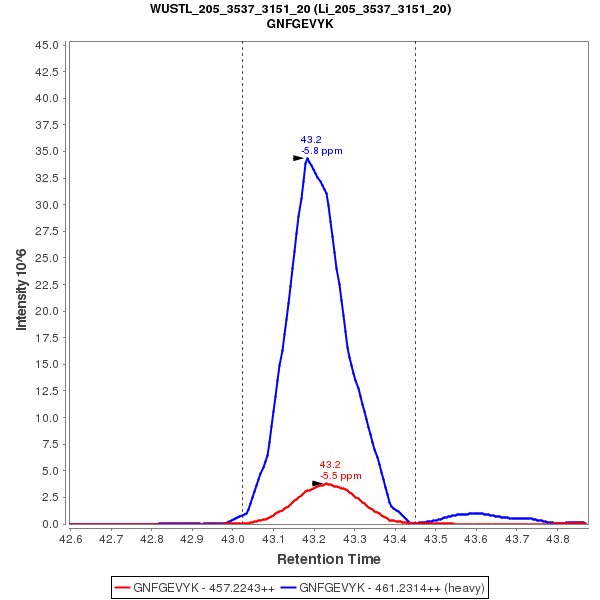 WUSTL_205_3537_3151_20 (Li_205_3537_3151_20)
GNFGEVYK
Intensity 10^6
45.0
42.5
40.0
37.5
35.0
32.5
30.0
27.5
25.0
22.5
20.0
17.5
15.0
12.5
10.0
7.5
5.0
2.5
0.0
43.2
-5.8 ppm
43.2
-5.5 ppm
42.6 42.7 42.8 42.9 43.0 43.1 43.2 43.3 43.4 43.5 43.6 43.7 43.8
Retention Time
GNFGEVYK - 457.2243++ GNFGEVYK - 461.2314++ (heavy)